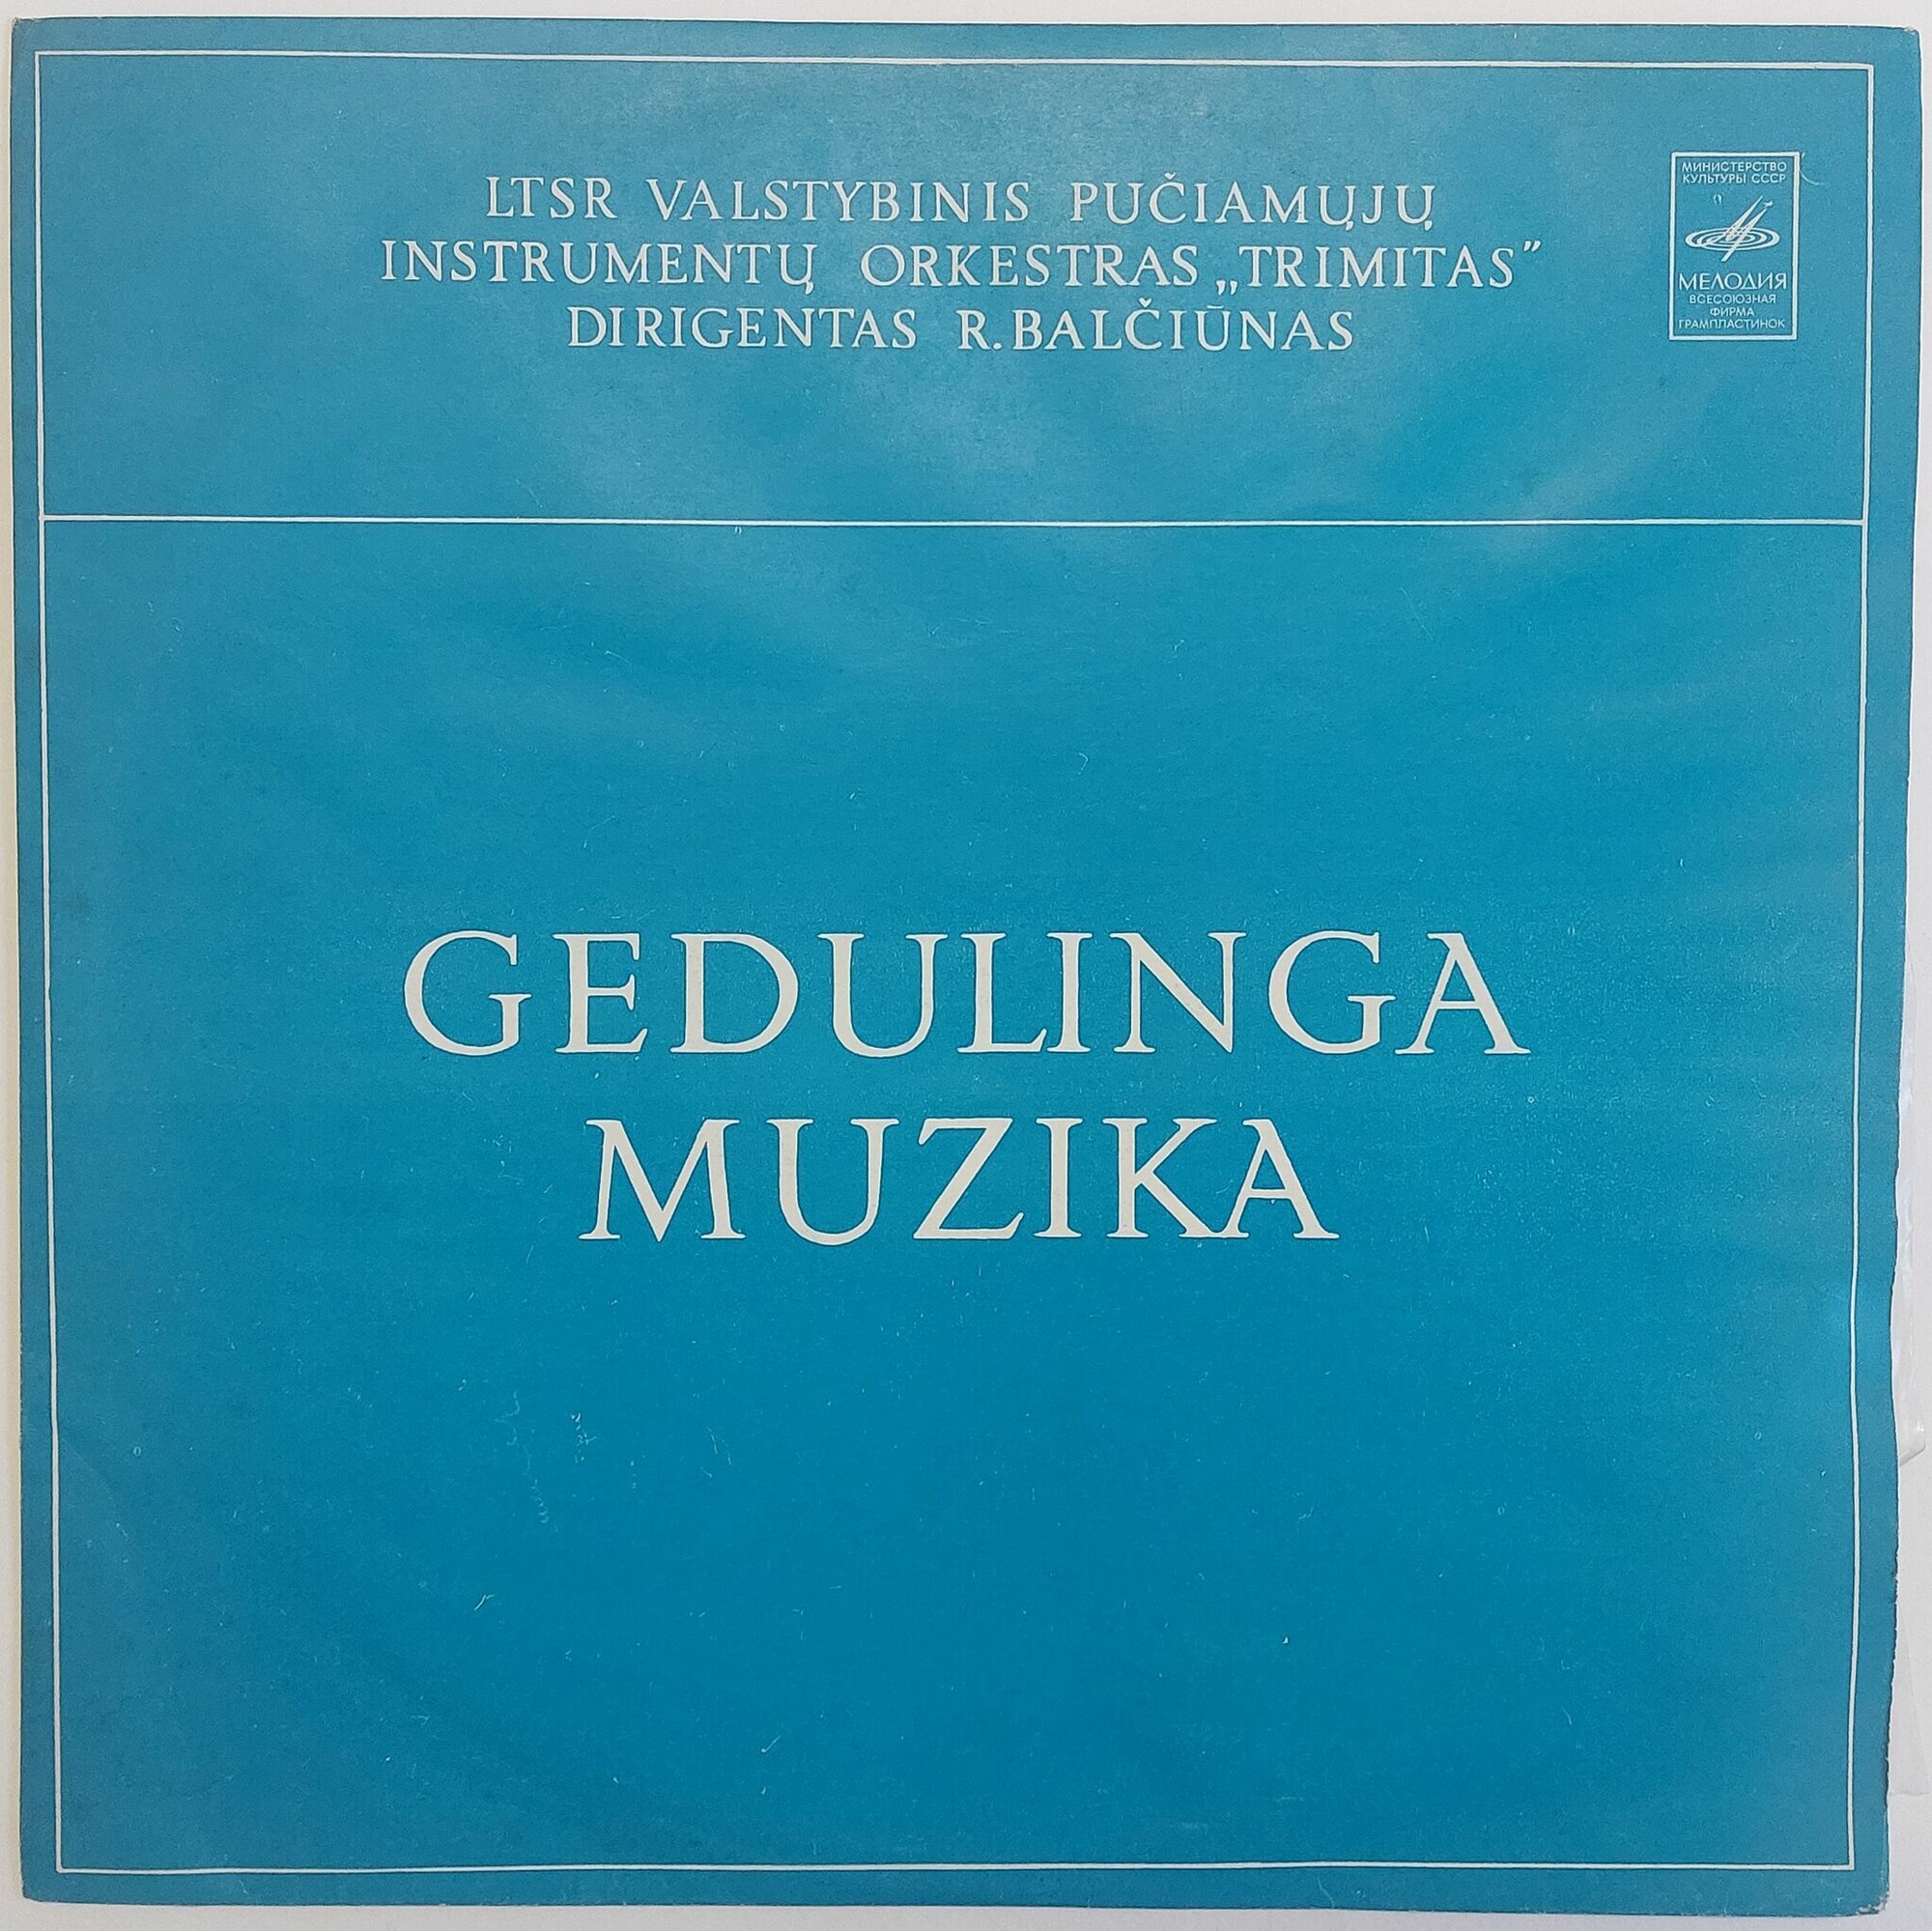 LTSR VALSTYBINIS PUČIAMŲJŲ
INSTRUMENTŲ ORKESTRAS „TRIMITAS”
DIRIGENTAS R. BALČIŪNAS
МИНИСТЕРСТВО
КУЛЬТУРЫ СССР
МЕЛОДИЯ
ВСЕСОЮЗНАЯ
ФИРМА
ГРАМПЛАСТИНОК
GEDULINGA
MUZIKA